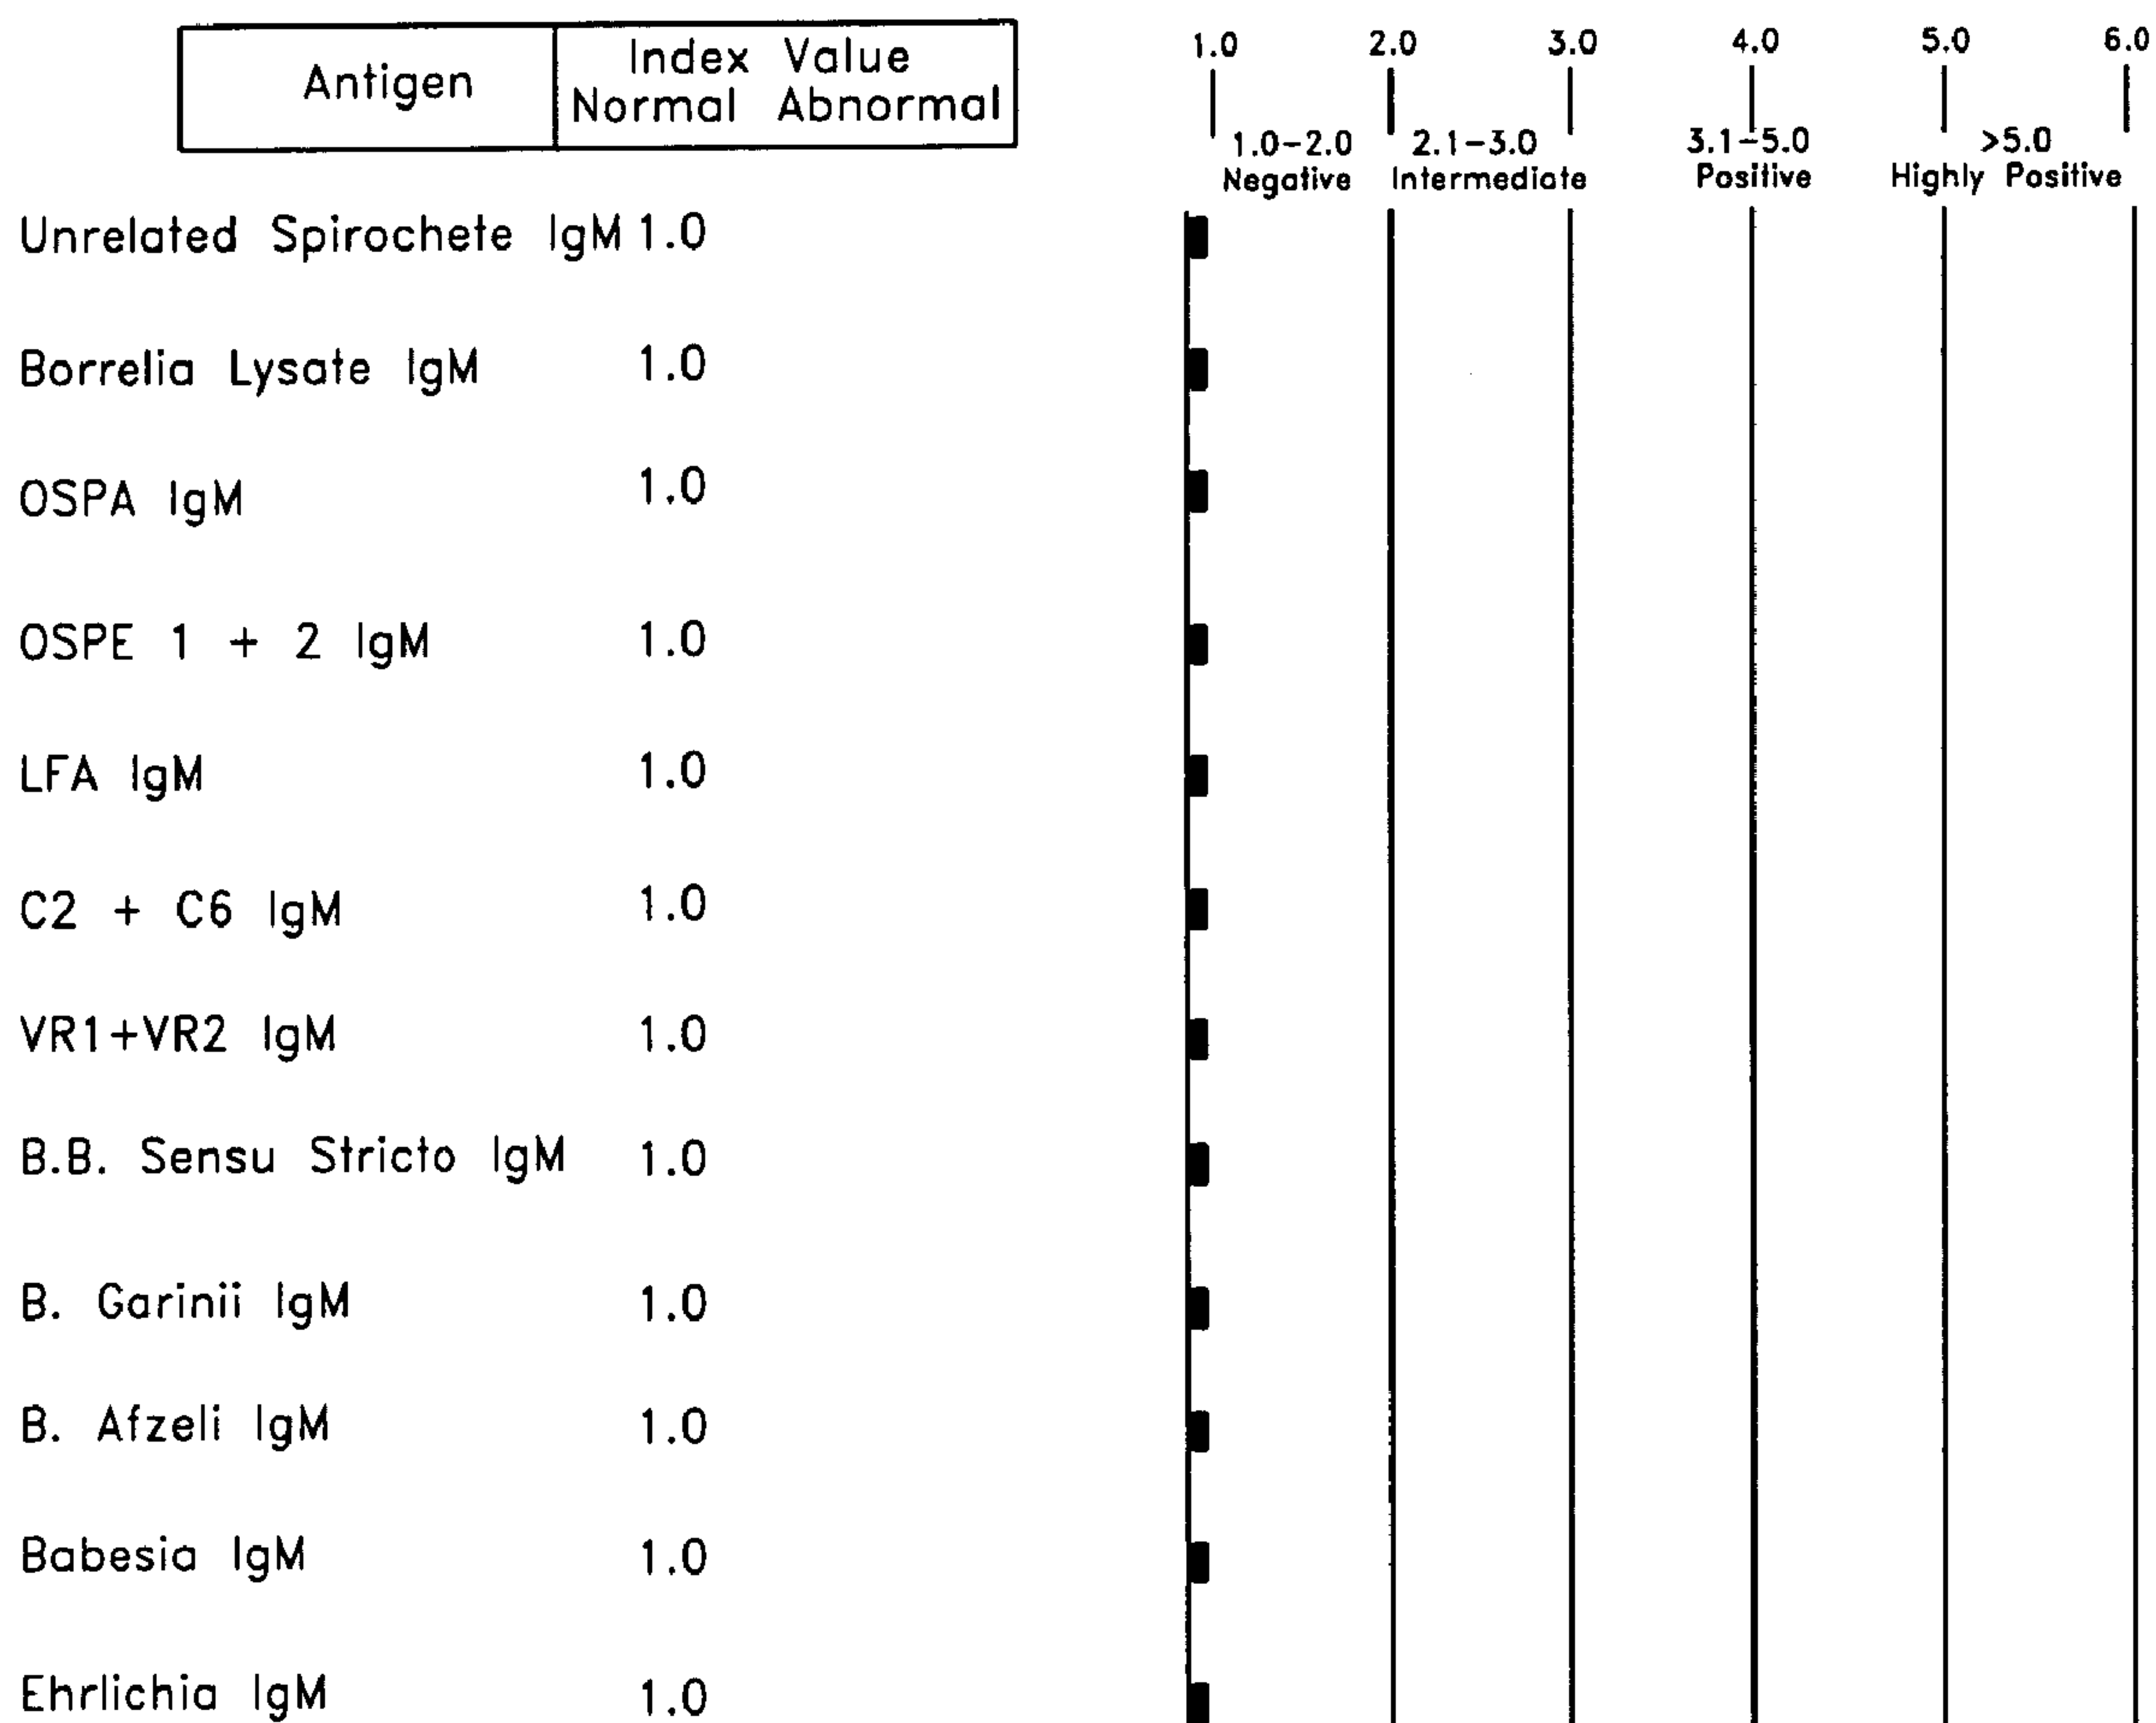 Antigen
Index Value
Normal Abnormal
1.0 2.0 3.0 4.0 5.0 6.0
1.0-2.0 2.1-3.0 3.1-5.0 >5.0
Negative Intermediate Positive Highly Positive
Unrelated Spirochete IgM 1.0
Borrelia Lysate IgM 1.0
OSPA IgM 1.0
OSPE 1 + 2 IgM 1.0
LFA IgM 1.0
C2 + C6 IgM 1.0
VR1+VR2 IgM 1.0
B.B. Sensu Stricto IgM 1.0
B. Garinii IgM 1.0
B. Afzeli IgM 1.0
Babesia IgM 1.0
Ehrlichia IgM 1.0